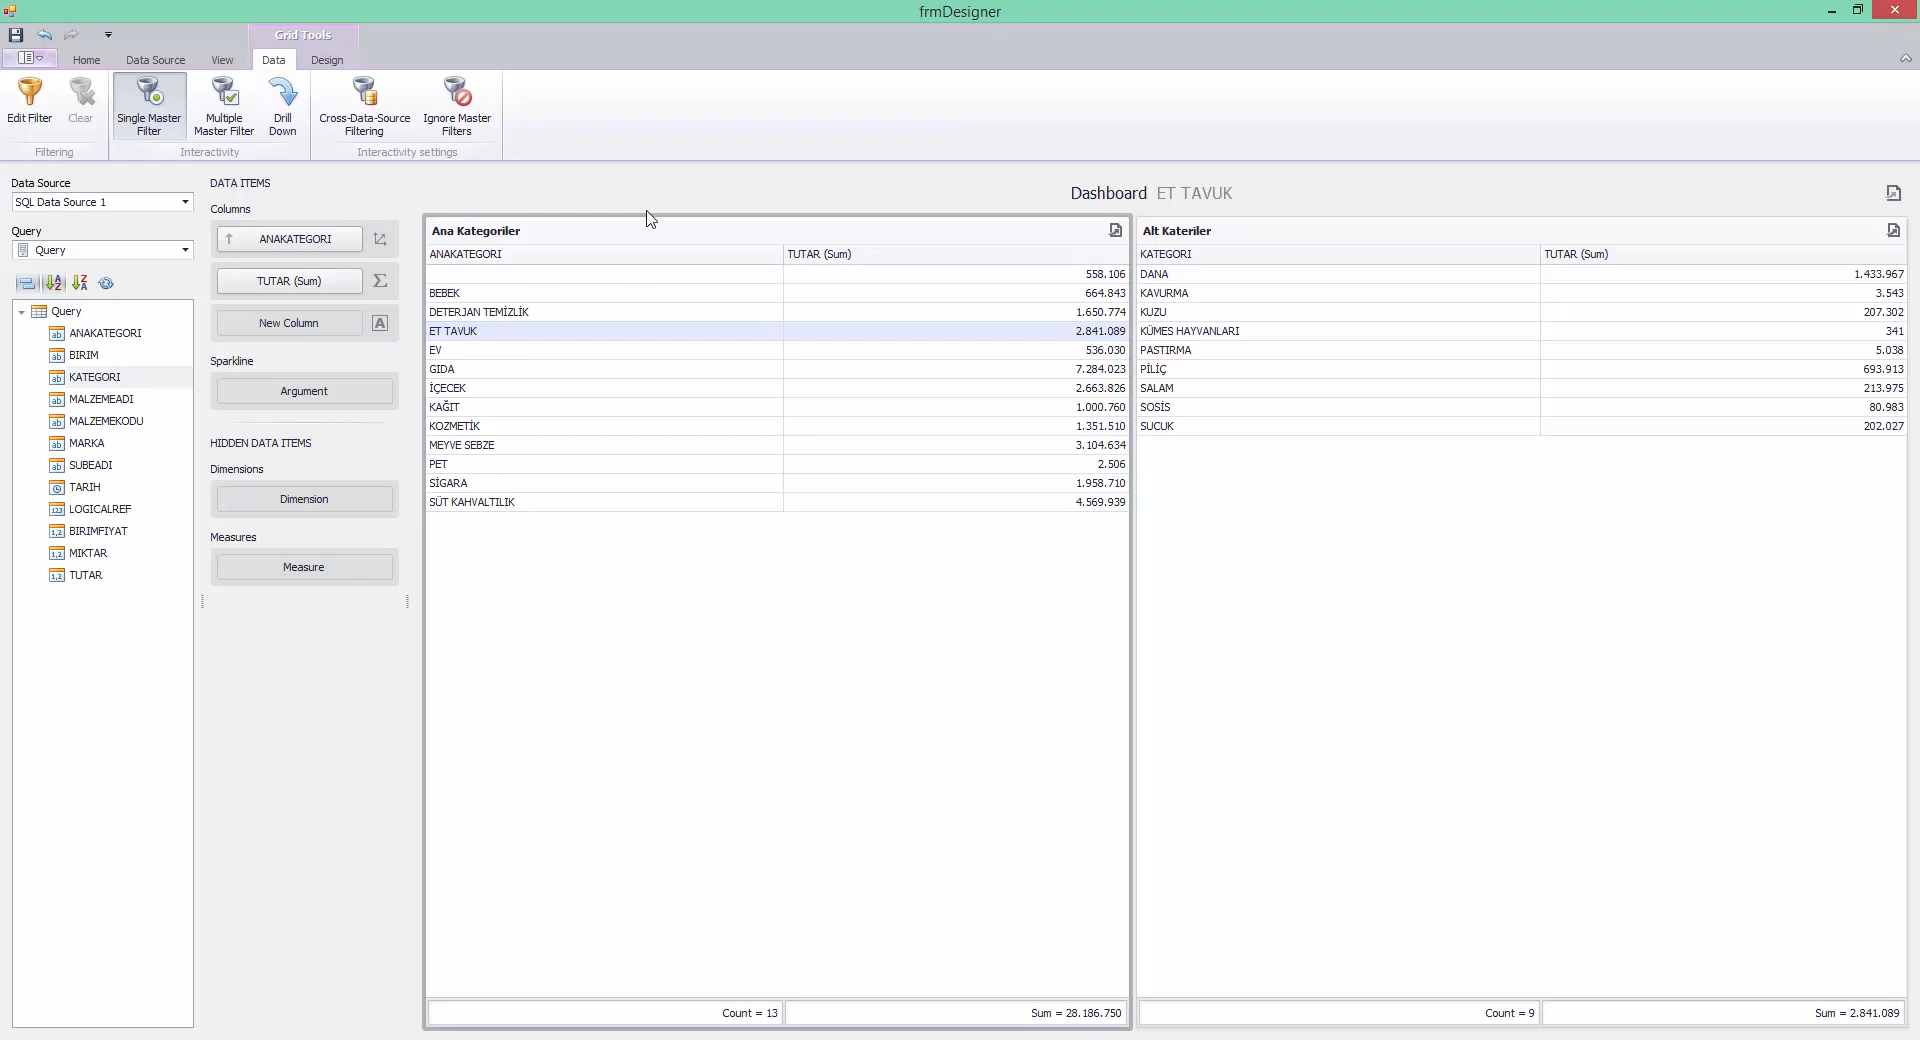 frmDesigner
Grid Tools
Home Data Source View Data Design
Edit Filter Clear Single Master Filter Multiple Master Filter Drill Down Cross-Data-Source Filtering Ignore Master Filters
Filtering Interactivity Interactivity settings
Data Source
SQL Data Source 1
Query
Query
Query
ANAKATEGORI
BIRIM
KATEGORI
MALZEMEADI
MALZEMEKODU
MARKA
SUBEADI
TARIH
LOGICALREF
BIRIMFIYAT
MIKTAR
TUTAR
DATA ITEMS
Columns
ANAKATEGORI
TUTAR (Sum)
New Column
Sparkline
Argument
HIDDEN DATA ITEMS
Dimensions
Dimension
Measures
Measure
Dashboard ET TAVUK
Ana Kategoriler
ANAKATEGORI TUTAR (Sum)
558.106
BEBEK 664.843
DETERJAN TEMİZLİK 1.650.774
ET TAVUK 2.841.089
EV 536.030
GIDA 7.284.023
İÇECEK 2.663.826
KAĞIT 1.000.760
KOZMETİK 1.351.510
MEYVE SEBZE 3.104.634
PET 2.506
SİGARA 1.958.710
SÜT KAHVALTILIK 4.569.939
Count = 13 Sum = 28.186.750
Alt Kateriler
KATEGORI TUTAR (Sum)
DANA 1.433.967
KAVURMA 3.543
KUZU 207.302
KÜMES HAYVANLARI 341
PASTIRMA 5.038
PİLİÇ 693.913
SALAM 213.975
SOSİS 80.983
SUCUK 202.027
Count = 9 Sum = 2.841.089